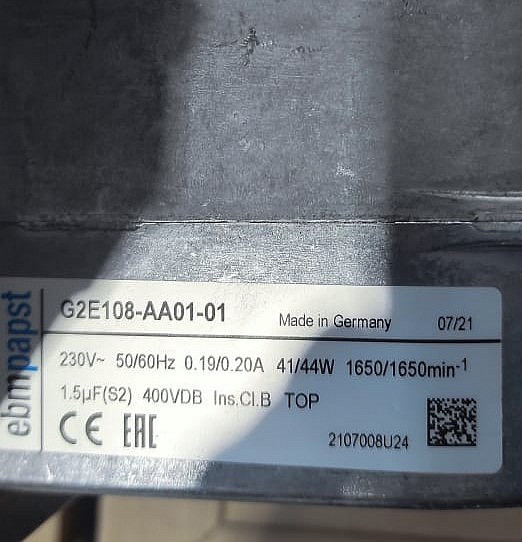 ebmpapst
G2E108-AA01-01 Made in Germany 07/21
230V~ 50/60Hz 0.19/0.20A 41/44W 1650/1650min-1
1.5µF(S2) 400VDB Ins.Cl.B TOP
CE EAC
2107008U24